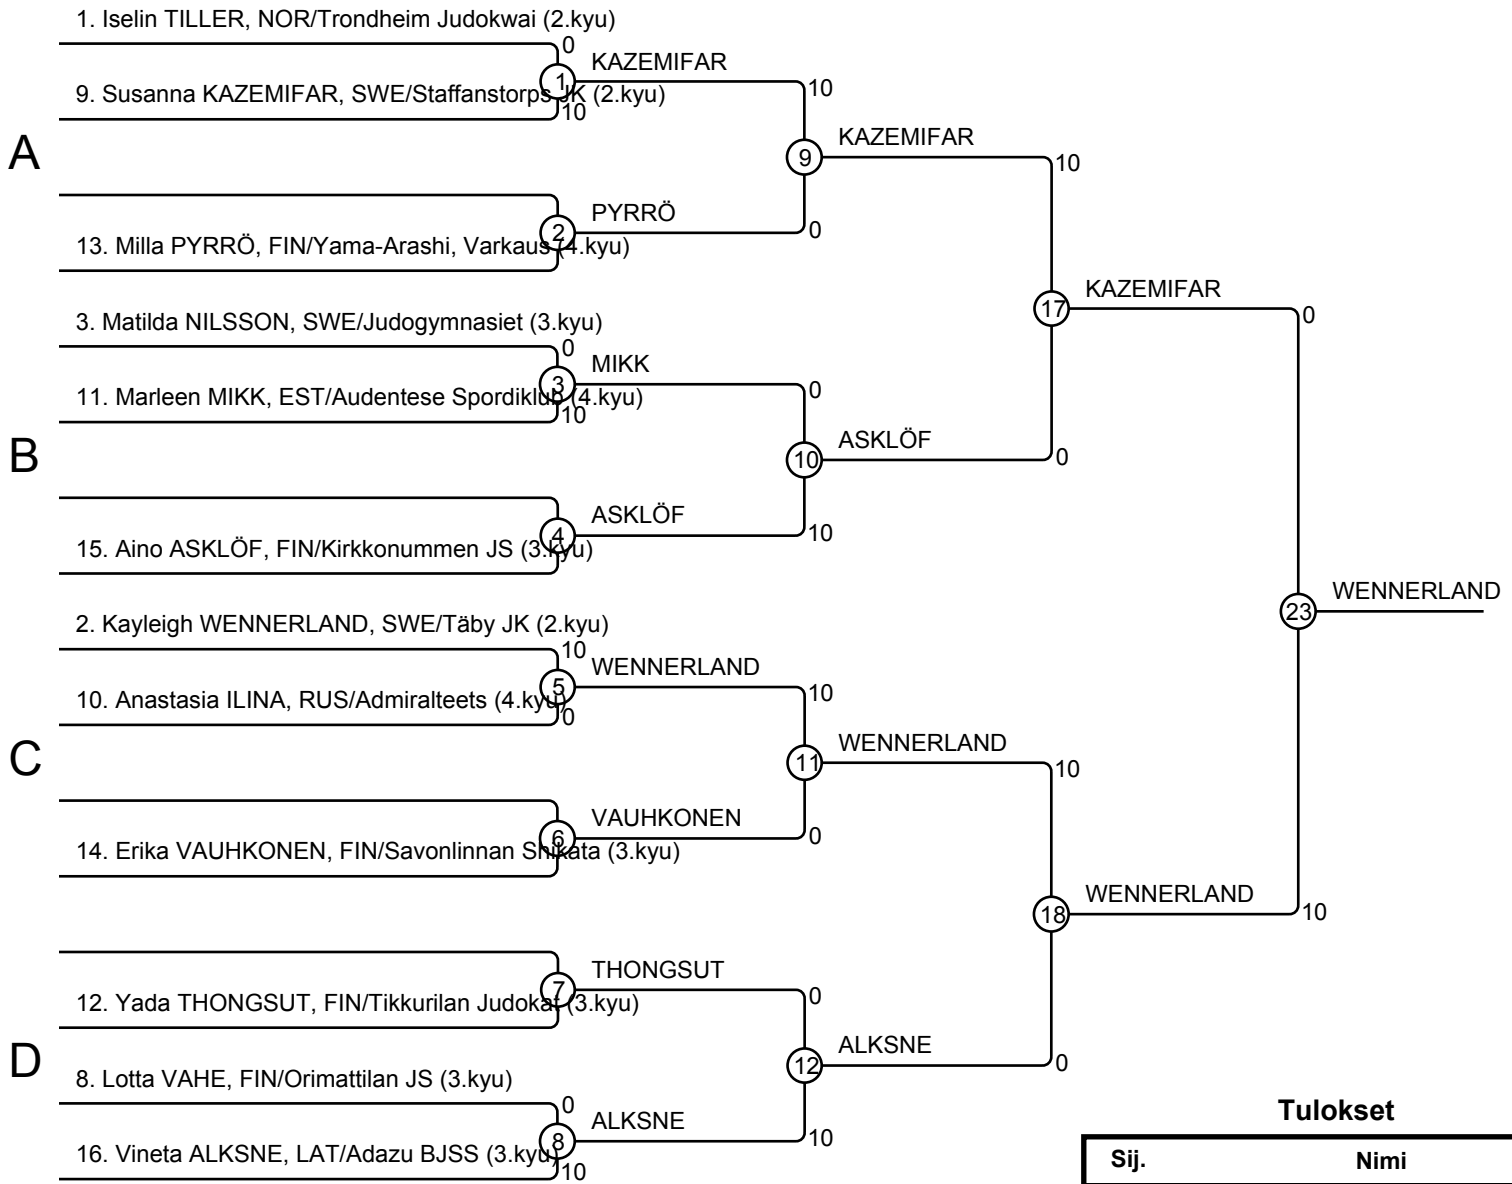 1. Iselin TILLER, NOR/Trondheim Judokwai (2.kyu)
0
1
KAZEMIFAR
9. Susanna KAZEMIFAR, SWE/Staffanstorps JK (2.kyu)
10
10
A
9
KAZEMIFAR
10
2
PYRRÖ
0
13. Milla PYRRÖ, FIN/Yama-Arashi, Varkaus (4.kyu)
17
KAZEMIFAR
0
3. Matilda NILSSON, SWE/Judogymnasiet (3.kyu)
0
3
MIKK
0
11. Marleen MIKK, EST/Audentese Spordiklub (4.kyu)
10
B
10
ASKLÖF
0
4
ASKLÖF
10
15. Aino ASKLÖF, FIN/Kirkkonummen JS (3.kyu)
23
WENNERLAND
2. Kayleigh WENNERLAND, SWE/Täby JK (2.kyu)
10
5
WENNERLAND
10
10. Anastasia ILINA, RUS/Admiralteets (4.kyu)
0
C
11
WENNERLAND
10
6
VAUHKONEN
0
14. Erika VAUHKONEN, FIN/Savonlinnan Shikata (3.kyu)
18
WENNERLAND
10
7
THONGSUT
0
12. Yada THONGSUT, FIN/Tikkurilan Judokat (3.kyu)
D
12
ALKSNE
0
8. Lotta VAHE, FIN/Orimattilan JS (3.kyu)
0
8
ALKSNE
10
16. Vineta ALKSNE, LAT/Adazu BJSS (3.kyu)
10
Tulokset
Sij. Nimi